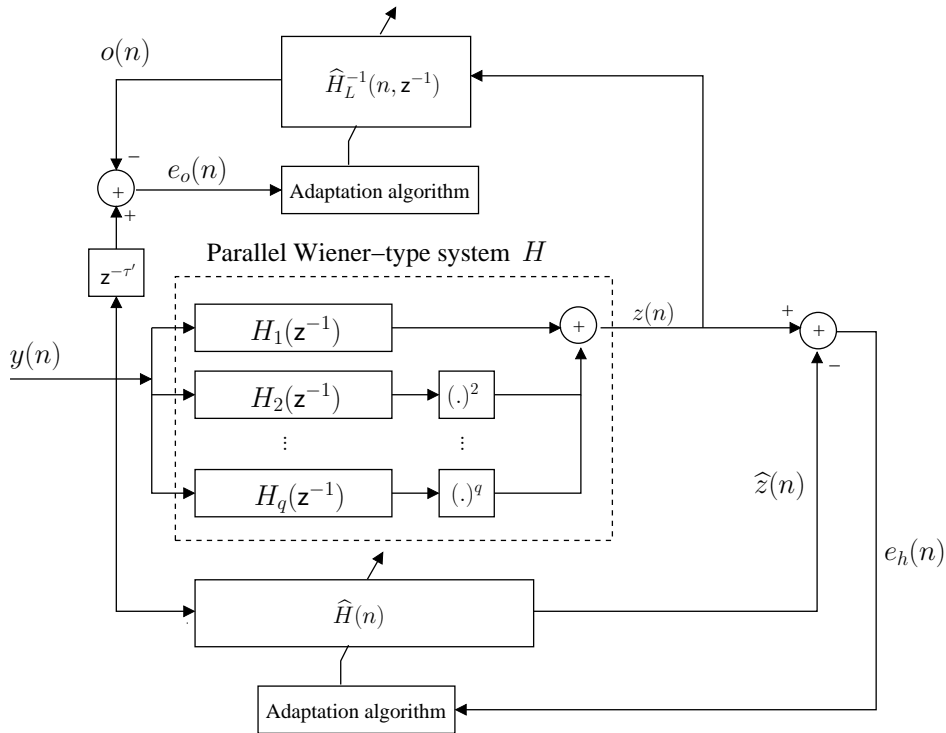 o(n)
Ĥ_L^{-1}(n, z^{-1})
−
+
e_o(n)
Adaptation algorithm
+
z^{-τ′}
Parallel Wiener−type system H
y(n)
H_1(z^{-1})
+
z(n)
+
+
−
H_2(z^{-1})
(.)^2
⋮
⋮
H_q(z^{-1})
(.)^q
ẑ(n)
e_h(n)
Ĥ(n)
Adaptation algorithm